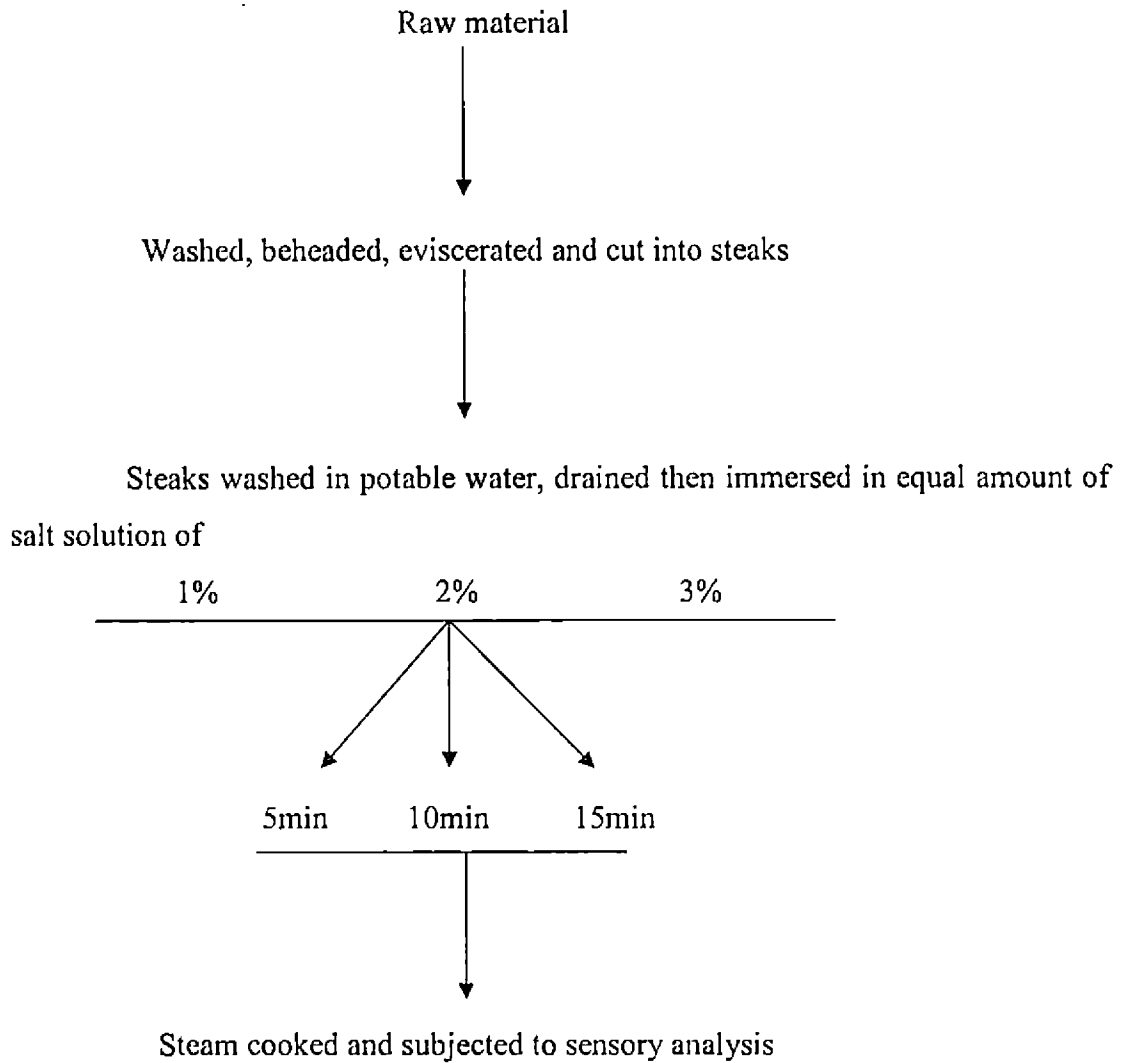 Raw material
Washed, beheaded, eviscerated and cut into steaks
Steaks washed in potable water, drained then immersed in equal amount of
salt solution of
1% 2% 3%
5min 10min 15min
Steam cooked and subjected to sensory analysis